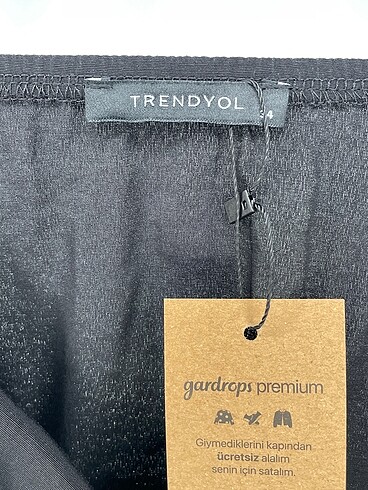 TRENDYOL
34
gardrops premium
Giymediklerini kapından
ücretsiz alalım
senin için satalım.